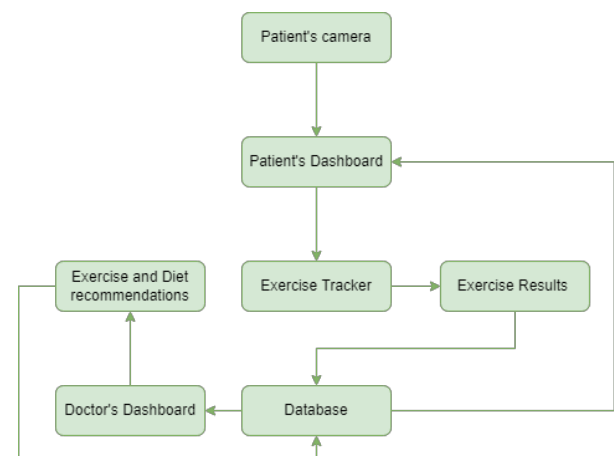 Patient's camera
Patient's Dashboard
Exercise and Diet
recommendations
Exercise Tracker
Exercise Results
Doctor's Dashboard
Database